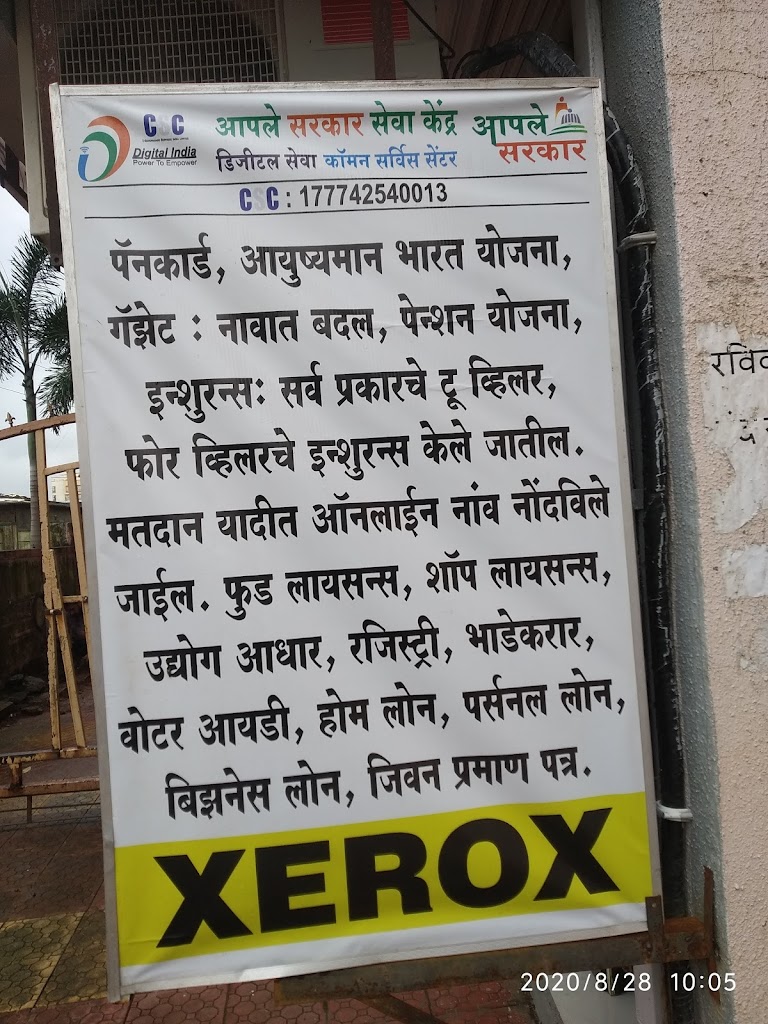 CSC
Digital India
Power To Empower
आपले सरकार सेवा केंद्र
डिजीटल सेवा कॉमन सर्विस सेंटर
आपले
सरकार
CSC : 177742540013
पॅनकार्ड, आयुष्यमान भारत योजना,
गॅझेट : नावात बदल, पेन्शन योजना,
इन्शुरन्सः सर्व प्रकारचे टू व्हिलर,
फोर व्हिलरचे इन्शुरन्स केले जातील.
मतदान यादीत ऑनलाईन नांव नोंदविले
जाईल. फुड लायसन्स, शॉप लायसन्स,
उद्योग आधार, रजिस्ट्री, भाडेकरार,
वोटर आयडी, होम लोन, पर्सनल लोन,
बिझनेस लोन, जिवन प्रमाण पत्र.
XEROX
2020/8/28 10:05